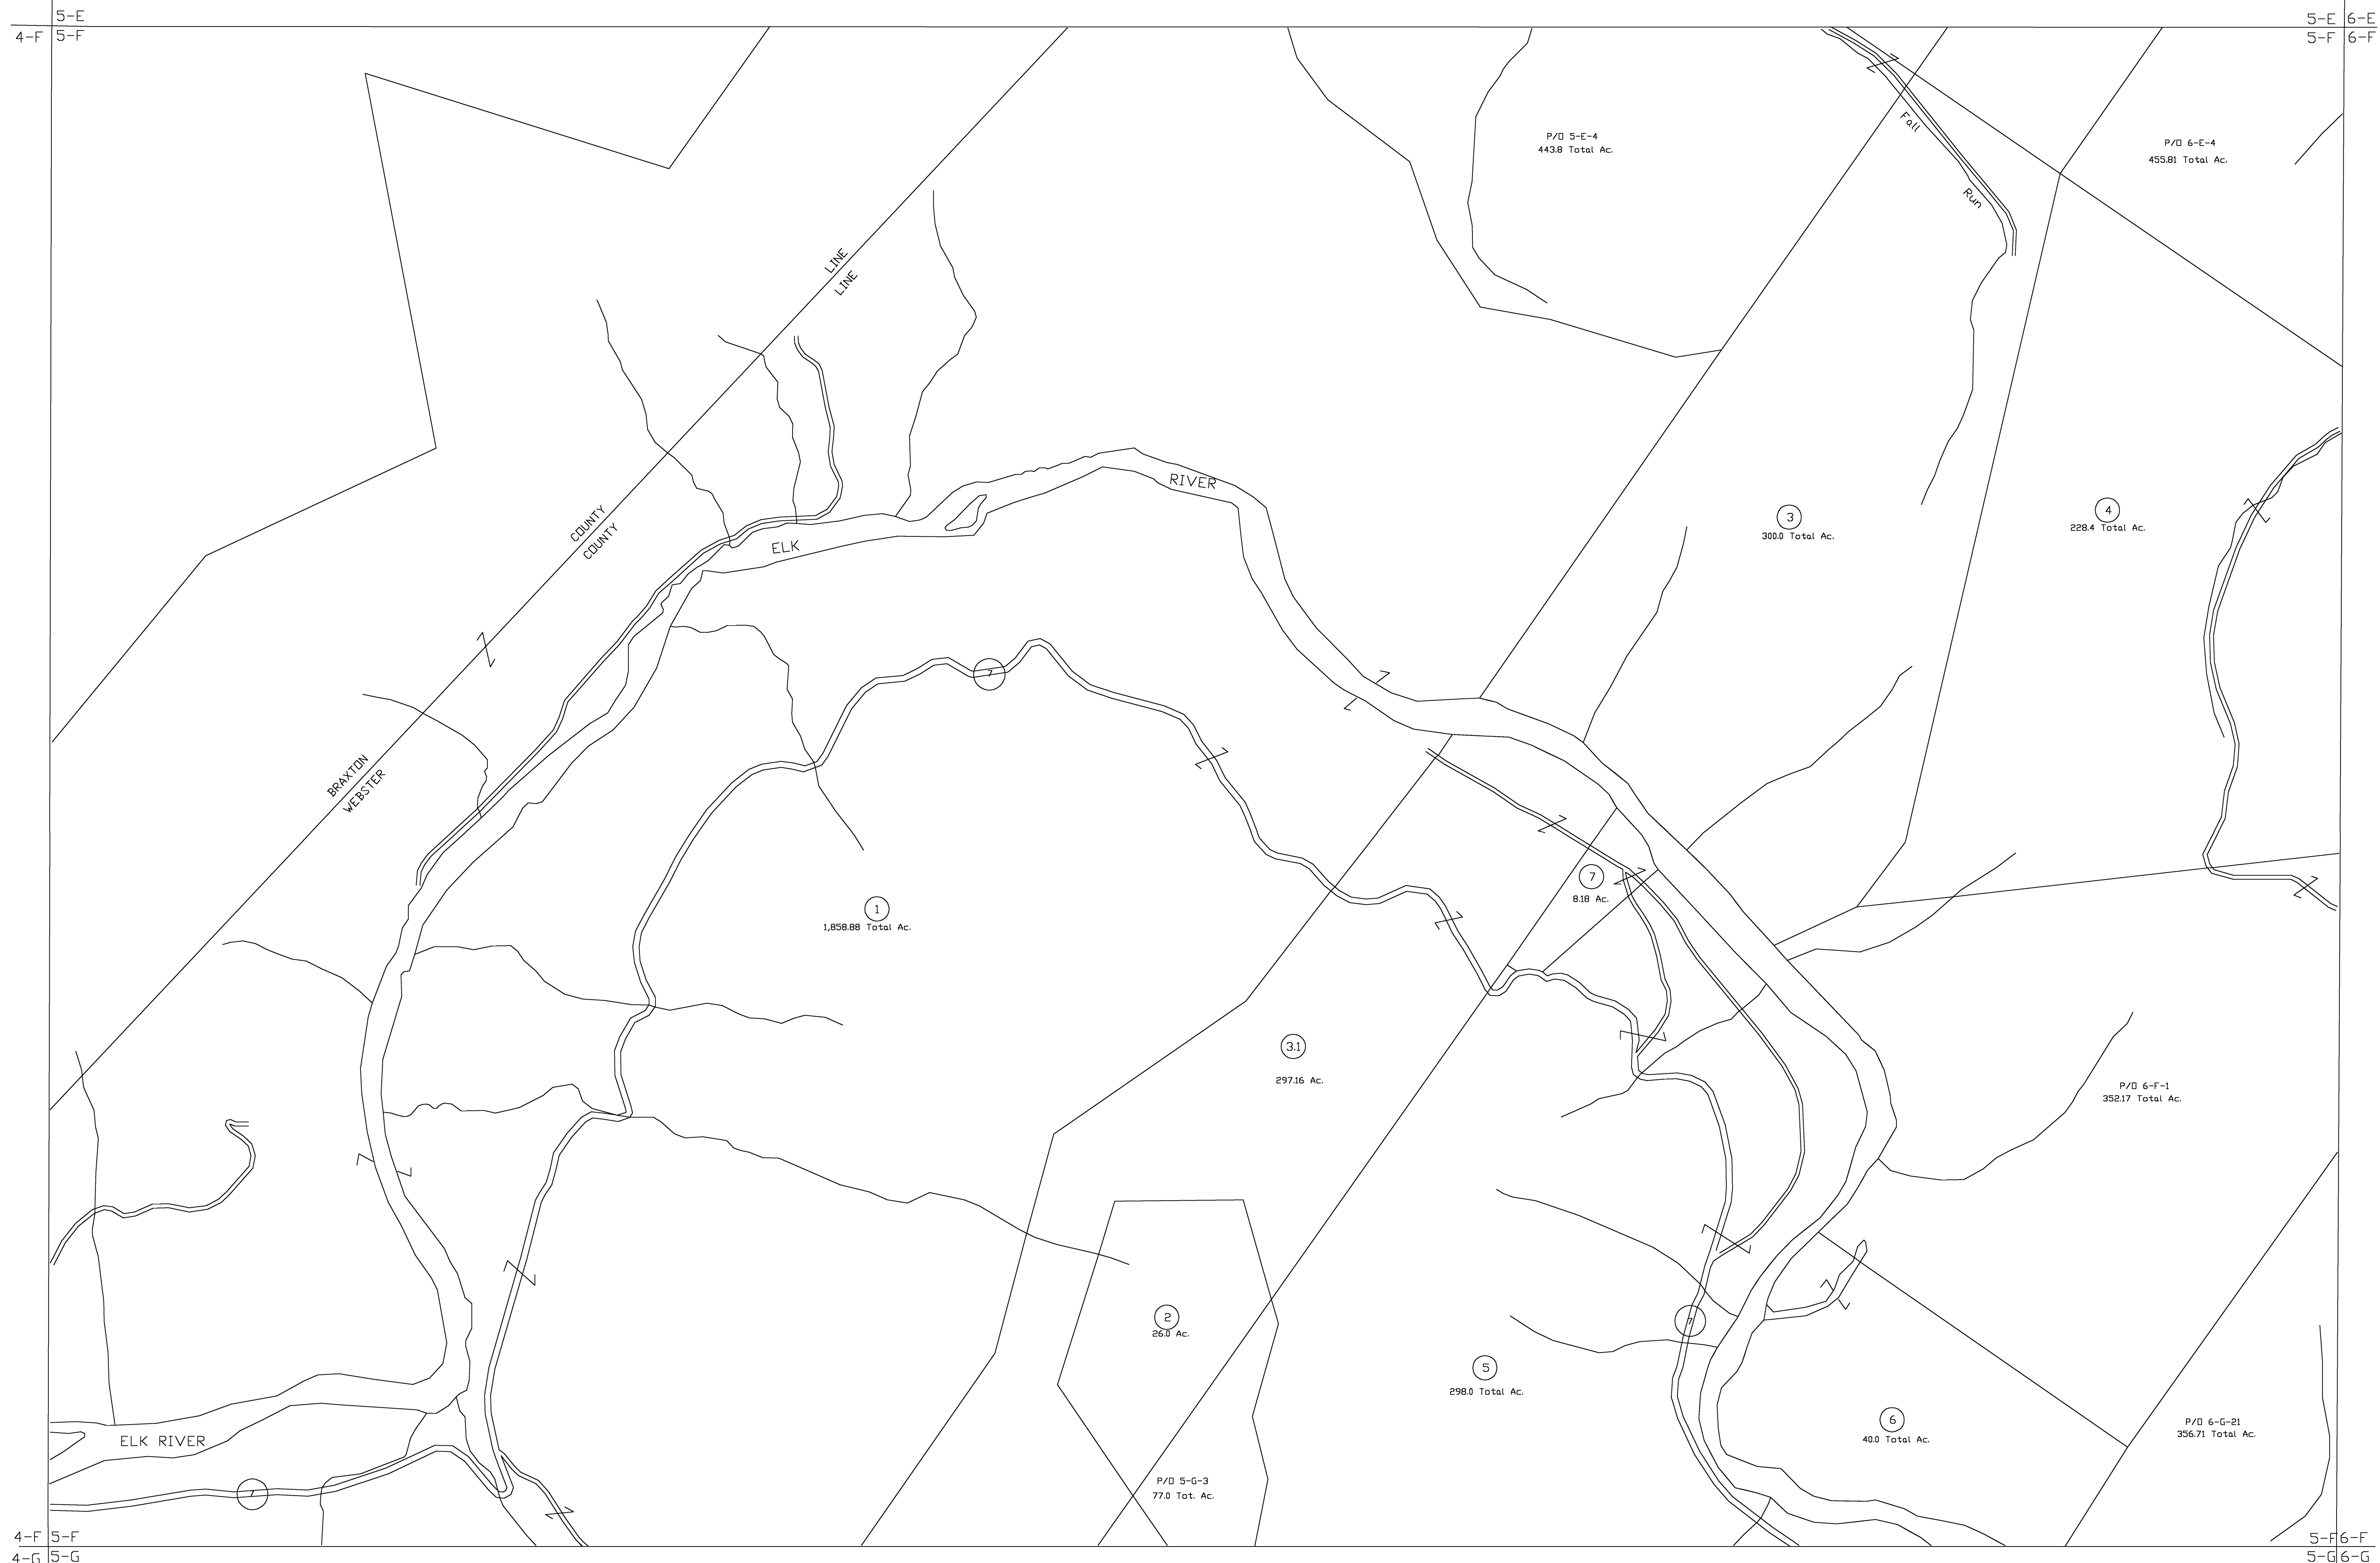 5-E
5-E 6-E
4-F 5-F
5-F 6-F
Fall
Run
P/O 5-E-4
443.8 Total Ac.
P/O 6-E-4
455.81 Total Ac.
LINE
LINE
RIVER
COUNTY
COUNTY
ELK
3
300.0 Total Ac.
4
228.4 Total Ac.
7
BRAXTON
WEBSTER
7
8.18 Ac.
1
1,858.88 Total Ac.
3.1
297.16 Ac.
P/O 6-F-1
352.17 Total Ac.
2
26.0 Ac.
7
5
298.0 Total Ac.
6
40.0 Total Ac.
P/O 6-G-21
356.71 Total Ac.
ELK RIVER
7
P/O 5-G-3
77.0 Tot. Ac.
4-F 5-F
5-F 6-F
4-G 5-G
5-G 6-G